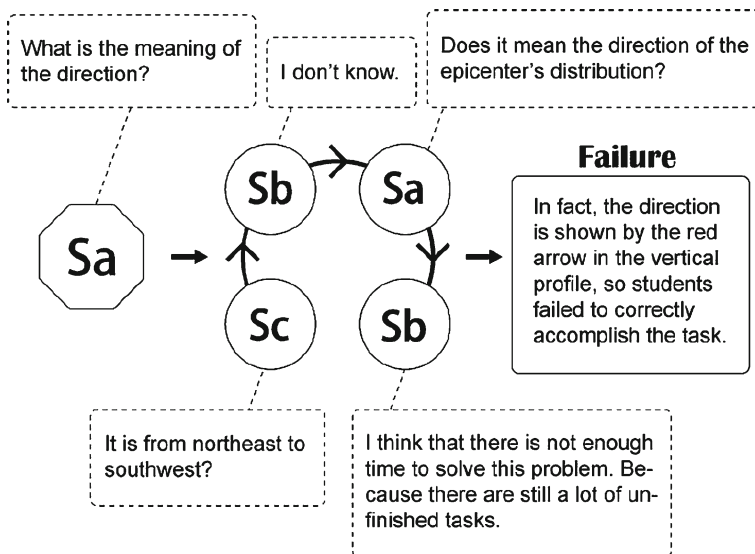 What is the meaning of
the direction?
I don't know.
Does it mean the direction of the
epicenter's distribution?
Sa
Sb
Sa
Sc
Sb
Failure
In fact, the direction
is shown by the red
arrow in the vertical
profile, so students
failed to correctly
accomplish the task.
It is from northeast to
southwest?
I think that there is not enough
time to solve this problem. Be-
cause there are still a lot of un-
finished tasks.